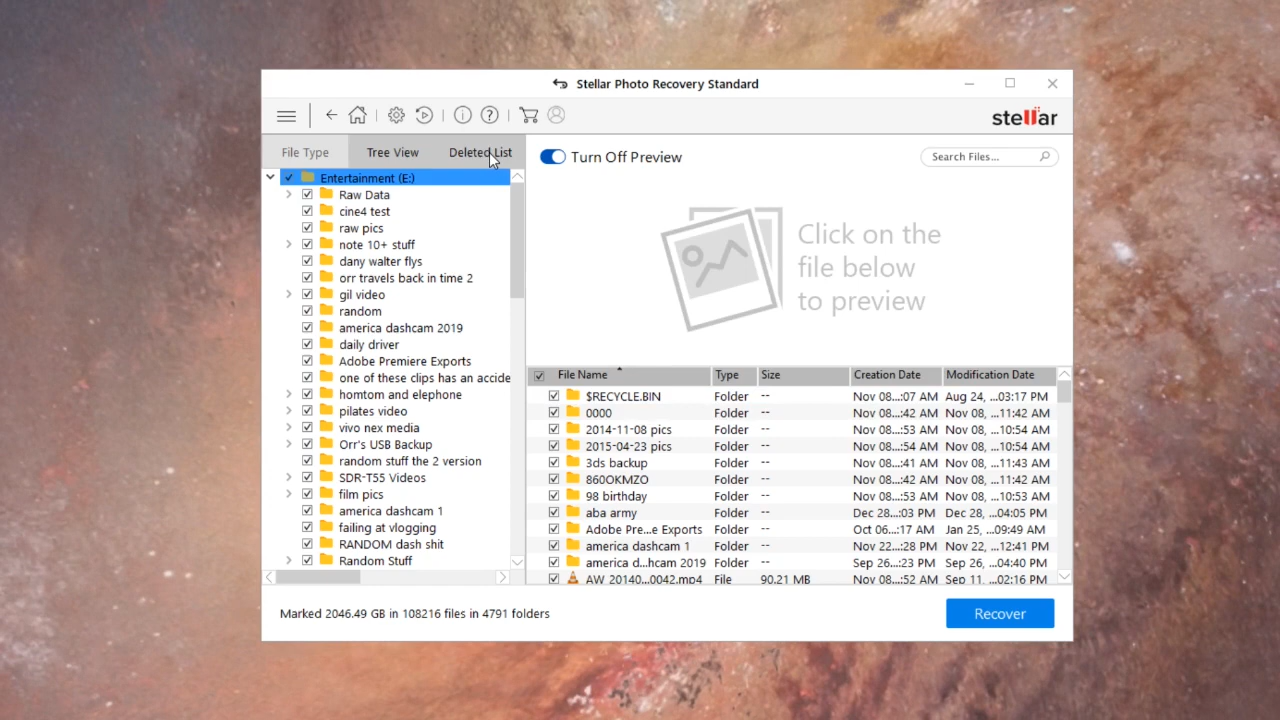 Stellar Photo Recovery Standard
stellar
File Type
Tree View
Deleted List
Turn Off Preview
Search Files...
Entertainment (E:)
Raw Data
cine4 test
raw pics
note 10+ stuff
dany walter flys
orr travels back in time 2
gil video
random
america dashcam 2019
daily driver
Adobe Premiere Exports
one of these clips has an accide
homtom and elephone
pilates video
vivo nex media
Orr's USB Backup
random stuff the 2 version
SDR-T55 Videos
film pics
america dashcam 1
failing at vlogging
RANDOM dash shit
Random Stuff
Click on the
file below
to preview
File Name Type Size Creation Date Modification Date
$RECYCLE.BIN Folder -- Nov 08...:07 AM Aug 24, ...03:17 PM
0000 Folder -- Nov 08...:42 AM Nov 08, ...11:42 AM
2014-11-08 pics Folder -- Nov 08...:53 AM Nov 08, ...10:54 AM
2015-04-23 pics Folder -- Nov 08...:54 AM Nov 08, ...10:54 AM
3ds backup Folder -- Nov 08...:41 AM Nov 08, ...11:43 AM
860OKMZO Folder -- Nov 08...:42 AM Nov 08, ...11:42 AM
98 birthday Folder -- Nov 08...:53 AM Nov 08, ...10:53 AM
aba army Folder -- Dec 28...:03 PM Dec 28, ...04:05 PM
Adobe Pre...e Exports Folder -- Oct 06...:17 AM Jan 25, ...09:49 AM
america dashcam 1 Folder -- Nov 22...:28 PM Nov 22, ...12:41 PM
america d...hcam 2019 Folder -- Sep 26...:23 PM Sep 26, ...04:40 PM
AW_20140...0042.mp4 File 90.21 MB Nov 08...:52 AM Sep 11, ...02:16 PM
Marked 2046.49 GB in 108216 files in 4791 folders
Recover